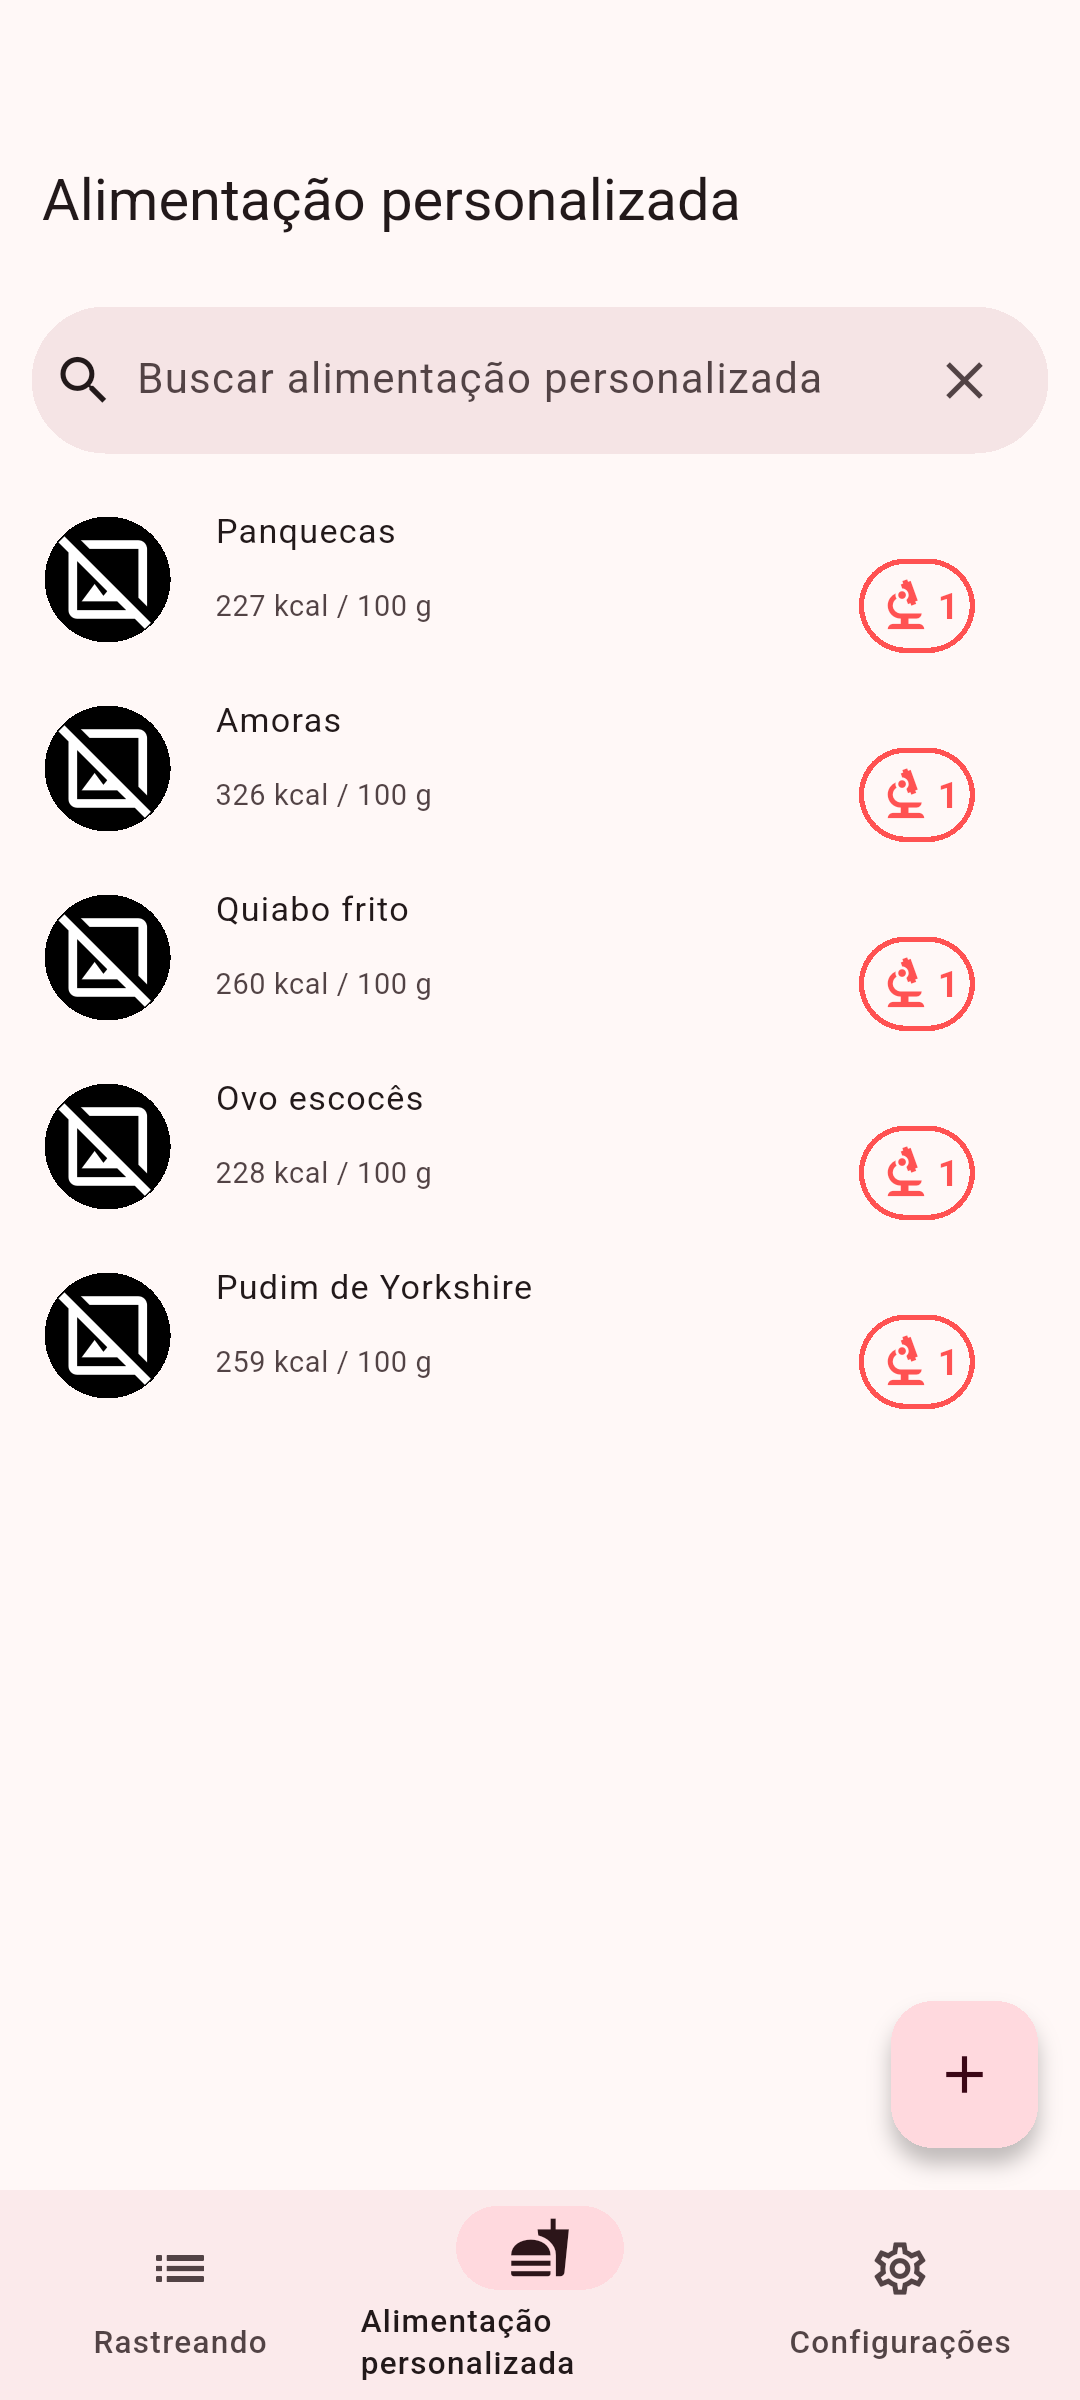 Alimentação personalizada
Buscar alimentação personalizada
Panquecas
227 kcal / 100 g
1
Amoras
326 kcal / 100 g
1
Quiabo frito
260 kcal / 100 g
1
Ovo escocês
228 kcal / 100 g
1
Pudim de Yorkshire
259 kcal / 100 g
1
Rastreando
Alimentação
personalizada
Configurações